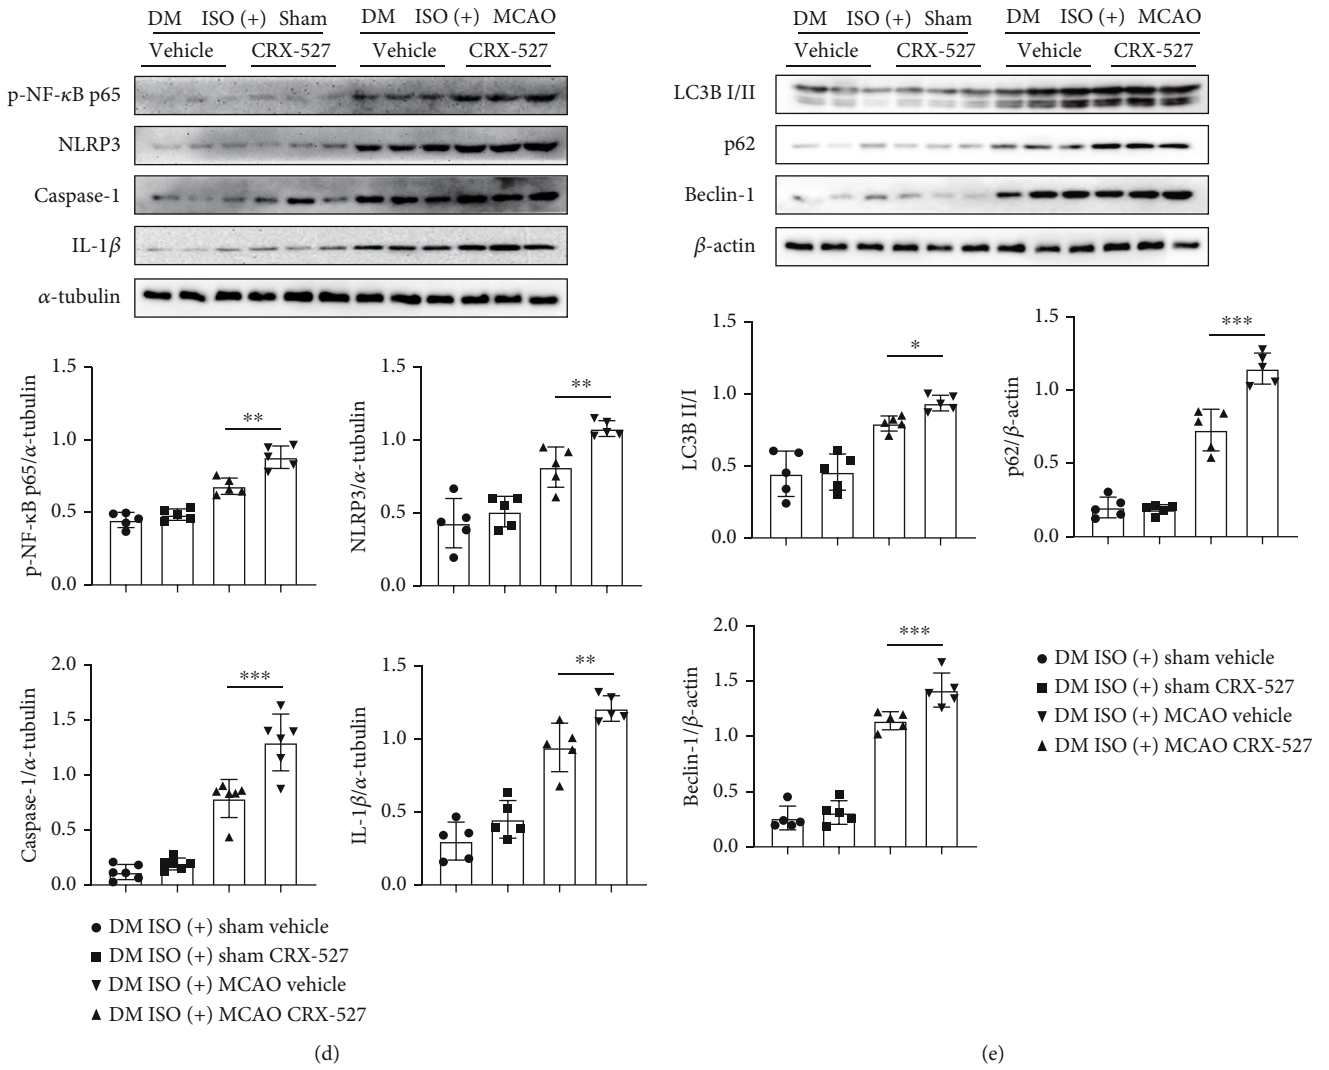 DM ISO (+) Sham DM ISO (+) MCAO
Vehicle CRX-527 Vehicle CRX-527
p-NF-κB p65
NLRP3
Caspase-1
IL-1β
α-tubulin
p-NF-κB p65/α-tubulin
1.5
1.0
0.5
0.0
**
NLRP3/α-tubulin
1.5
1.0
0.5
0.0
**
Caspase-1/α-tubulin
2.0
1.5
1.0
0.5
0.0
***
IL-1β/α-tubulin
1.5
1.0
0.5
0.0
**
DM ISO (+) sham vehicle
DM ISO (+) sham CRX-527
DM ISO (+) MCAO vehicle
DM ISO (+) MCAO CRX-527
(d)
DM ISO (+) Sham DM ISO (+) MCAO
Vehicle CRX-527 Vehicle CRX-527
LC3B I/II
p62
Beclin-1
β-actin
LC3B II/I
1.5
1.0
0.5
0.0
*
p62/β-actin
1.5
1.0
0.5
0.0
***
Beclin-1/β-actin
2.0
1.5
1.0
0.5
0.0
***
DM ISO (+) sham vehicle
DM ISO (+) sham CRX-527
DM ISO (+) MCAO vehicle
DM ISO (+) MCAO CRX-527
(e)